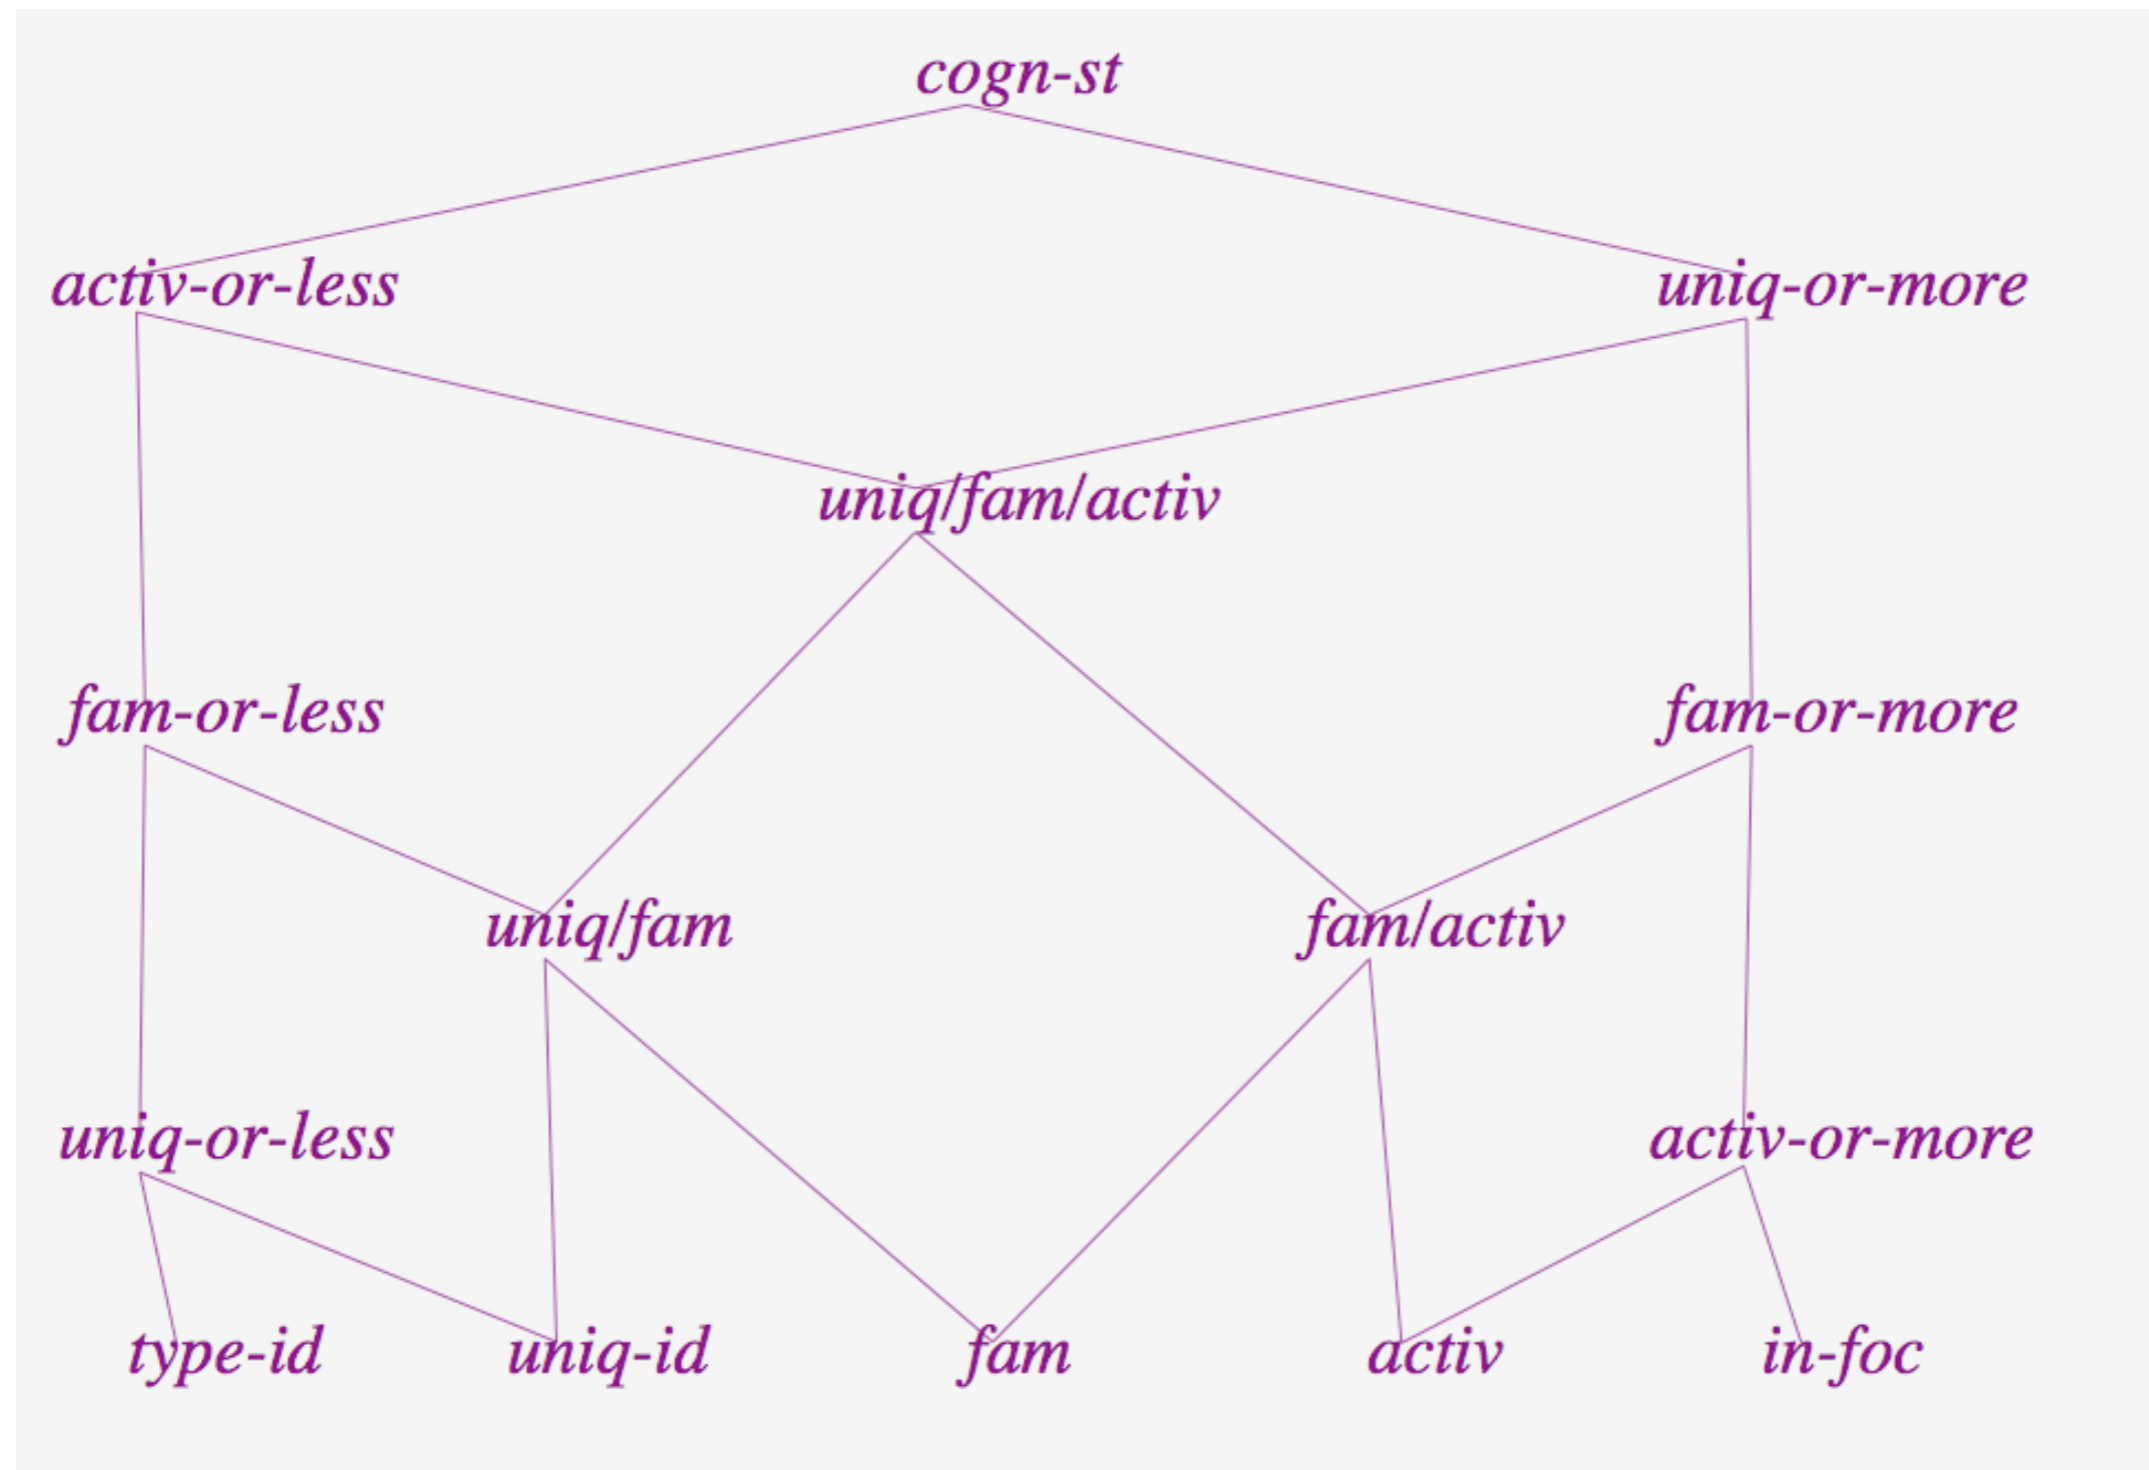 cogn-st
activ-or-less uniq-or-more
uniq/fam/activ
fam-or-less fam-or-more
uniq/fam fam/activ
uniq-or-less activ-or-more
type-id uniq-id fam activ in-foc